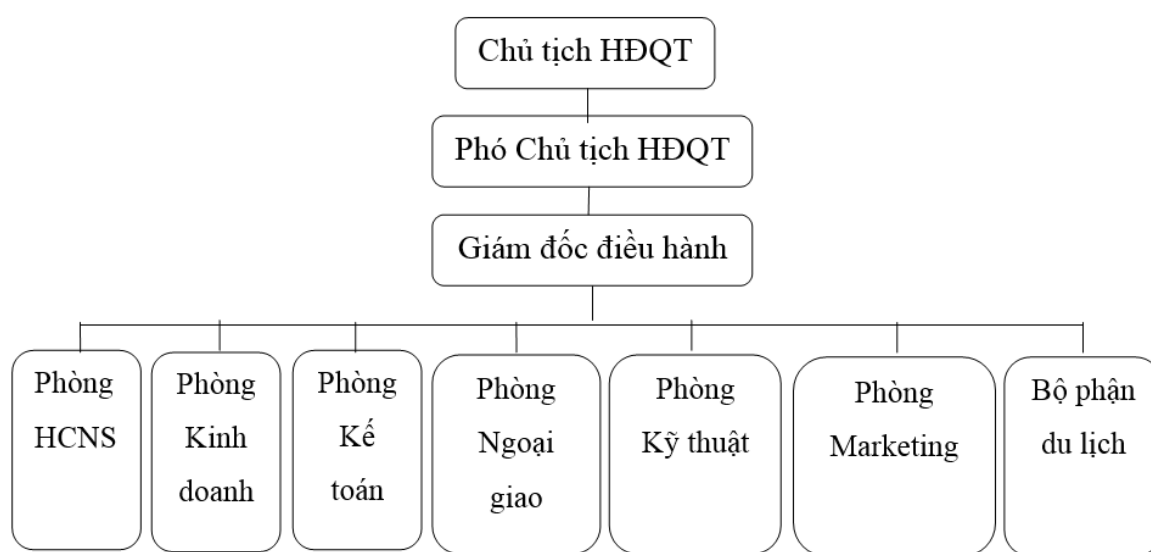 Chủ tịch HĐQT
Phó Chủ tịch HĐQT
Giám đốc điều hành
Phòng
HCNS
Phòng
Kinh
doanh
Phòng
Kế
toán
Phòng
Ngoại
giao
Phòng
Kỹ thuật
Phòng
Marketing
Bộ phận
du lịch